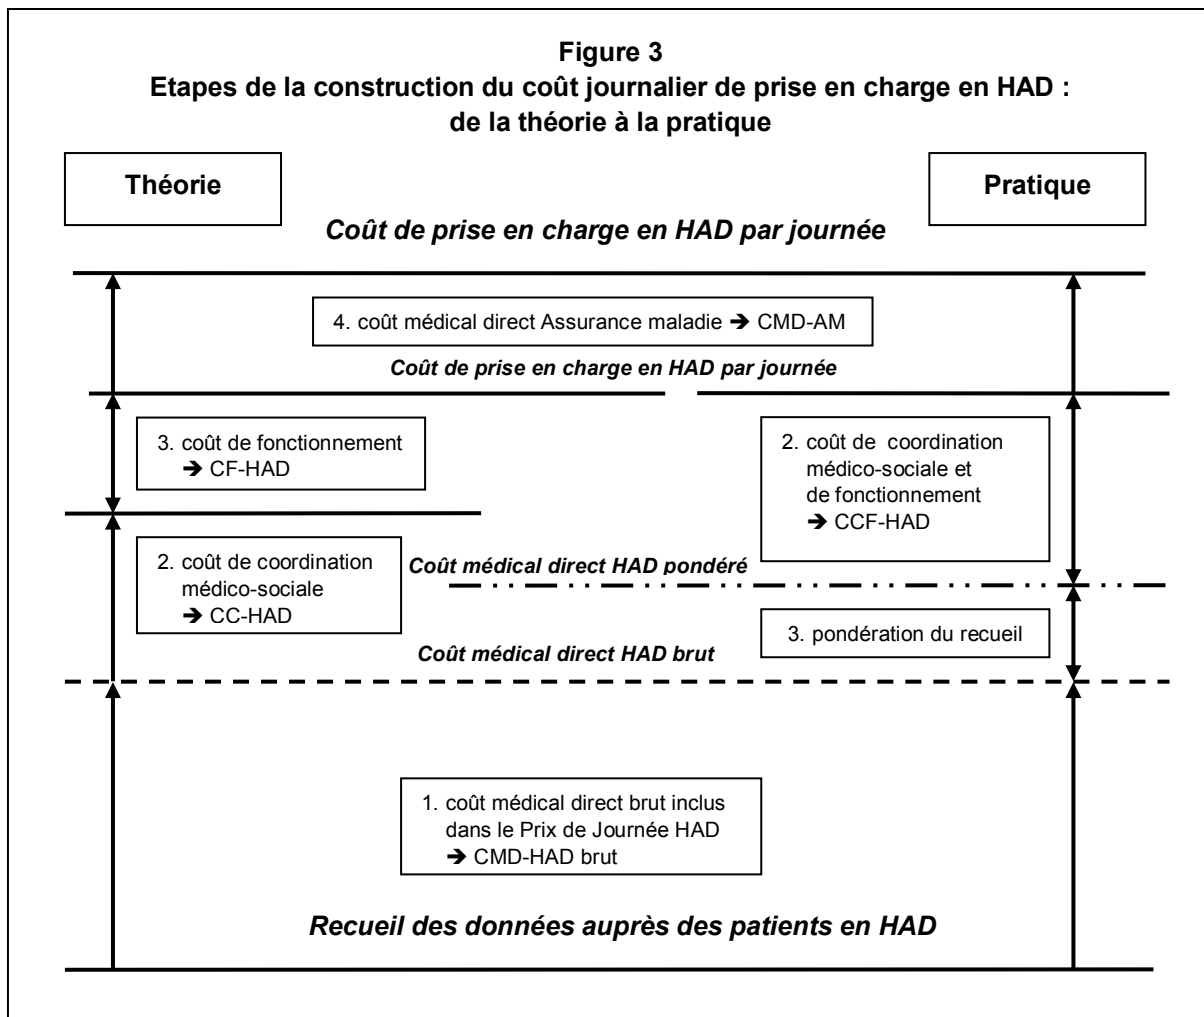 Figure 3
Etapes de la construction du coût journalier de prise en charge en HAD :
de la théorie à la pratique
Théorie
Pratique
Coût de prise en charge en HAD par journée
4. coût médical direct Assurance maladie ➔ CMD-AM
Coût de prise en charge en HAD par journée
3. coût de fonctionnement
➔ CF-HAD
2. coût de coordination
médico-sociale et
de fonctionnement
➔ CCF-HAD
2. coût de coordination
médico-sociale
➔ CC-HAD
Coût médical direct HAD pondéré
3. pondération du recueil
Coût médical direct HAD brut
1. coût médical direct brut inclus
dans le Prix de Journée HAD
➔ CMD-HAD brut
Recueil des données auprès des patients en HAD